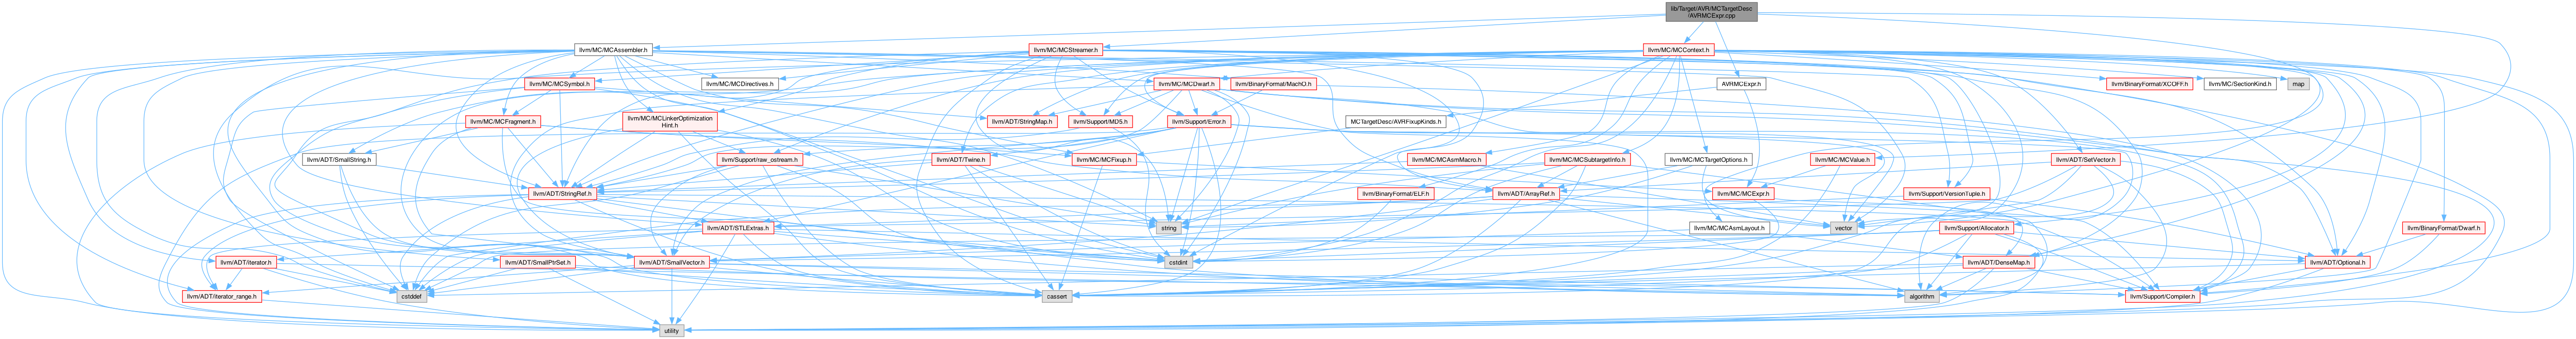 lib/Target/AVR/MCTargetDesc
/AVRMCExpr.cpp
llvm/MC/MCAssembler.h
llvm/MC/MCStreamer.h
llvm/MC/MCContext.h
llvm/MC/MCSymbol.h
llvm/MC/MCDirectives.h
llvm/MC/MCDwarf.h
llvm/BinaryFormat/MachO.h
AVRMCExpr.h
llvm/BinaryFormat/XCOFF.h
llvm/MC/SectionKind.h
map
llvm/MC/MCFragment.h
llvm/MC/MCLinkerOptimization
Hint.h
llvm/ADT/StringMap.h
llvm/Support/MD5.h
llvm/Support/Error.h
MCTargetDesc/AVRFixupKinds.h
llvm/ADT/SmallString.h
llvm/Support/raw_ostream.h
llvm/ADT/Twine.h
llvm/MC/MCFixup.h
llvm/MC/MCAsmMacro.h
llvm/MC/MCSubtargetInfo.h
llvm/MC/MCTargetOptions.h
llvm/MC/MCValue.h
llvm/ADT/SetVector.h
llvm/ADT/StringRef.h
llvm/BinaryFormat/ELF.h
llvm/ADT/ArrayRef.h
llvm/MC/MCExpr.h
llvm/Support/VersionTuple.h
llvm/ADT/STLExtras.h
string
llvm/MC/MCAsmLayout.h
vector
llvm/Support/Allocator.h
llvm/BinaryFormat/Dwarf.h
llvm/ADT/iterator.h
llvm/ADT/SmallPtrSet.h
llvm/ADT/SmallVector.h
cstdint
llvm/ADT/DenseMap.h
llvm/ADT/Optional.h
llvm/ADT/iterator_range.h
cstddef
cassert
algorithm
llvm/Support/Compiler.h
utility